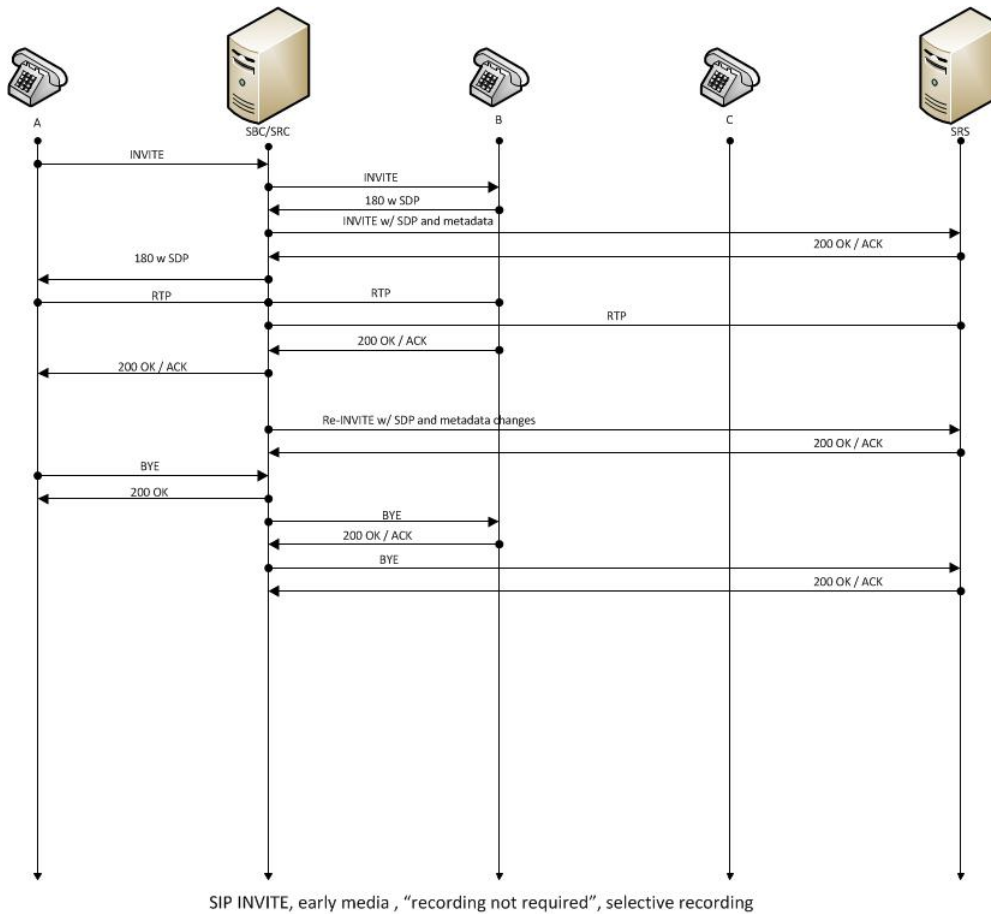 A
SBC/SRC
B
C
SRS
INVITE
INVITE
180 w SDP
INVITE w/ SDP and metadata
200 OK / ACK
180 w SDP
RTP
RTP
RTP
200 OK / ACK
200 OK / ACK
Re-INVITE w/ SDP and metadata changes
200 OK / ACK
BYE
200 OK
BYE
200 OK / ACK
BYE
200 OK / ACK
SIP INVITE, early media , “recording not required”, selective recording